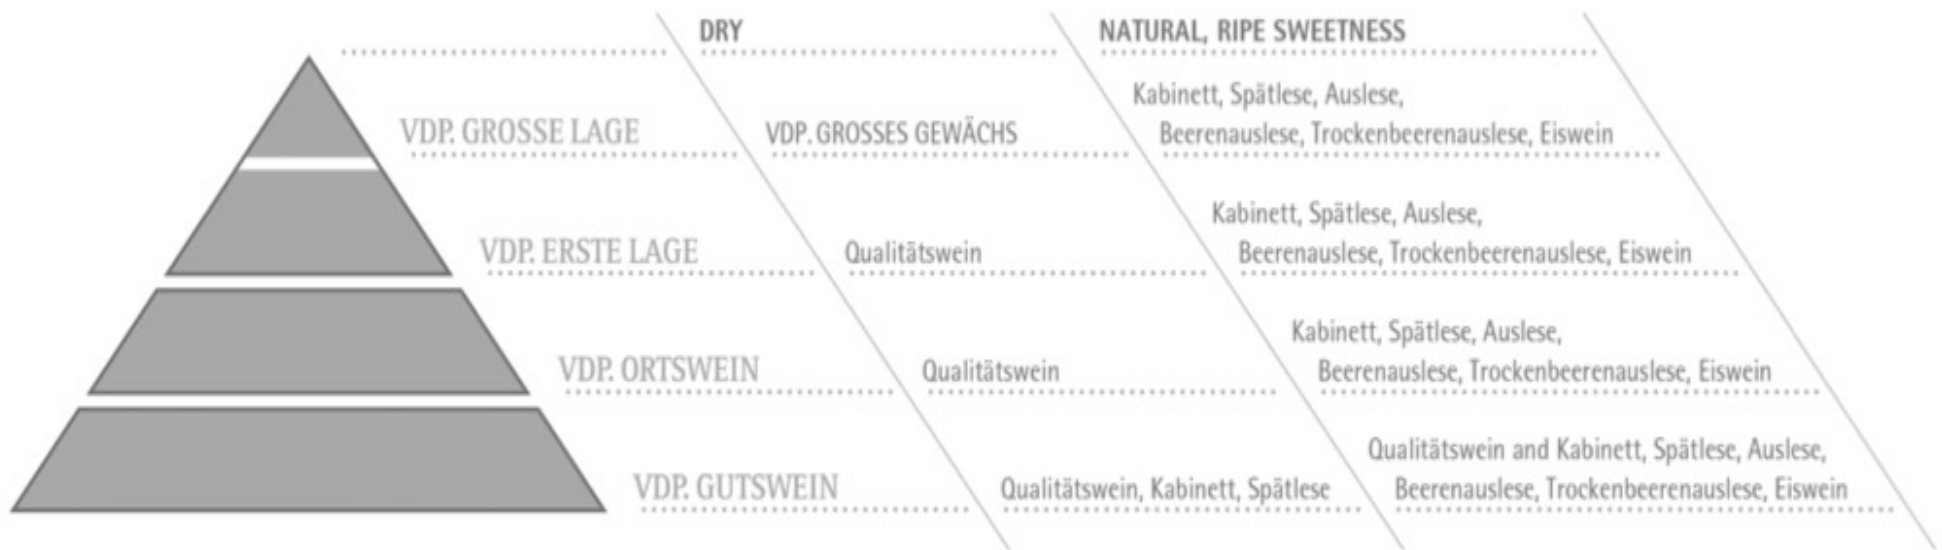 DRY
NATURAL, RIPE SWEETNESS
VDP. GROSSE LAGE
VDP. GROSSES GEWÄCHS
Kabinett, Spätlese, Auslese,
Beerenauslese, Trockenbeerenauslese, Eiswein
VDP. ERSTE LAGE
Qualitätswein
Kabinett, Spätlese, Auslese,
Beerenauslese, Trockenbeerenauslese, Eiswein
VDP. ORTSWEIN
Qualitätswein
Kabinett, Spätlese, Auslese,
Beerenauslese, Trockenbeerenauslese, Eiswein
VDP. GUTSWEIN
Qualitätswein, Kabinett, Spätlese
Qualitätswein and Kabinett, Spätlese, Auslese,
Beerenauslese, Trockenbeerenauslese, Eiswein